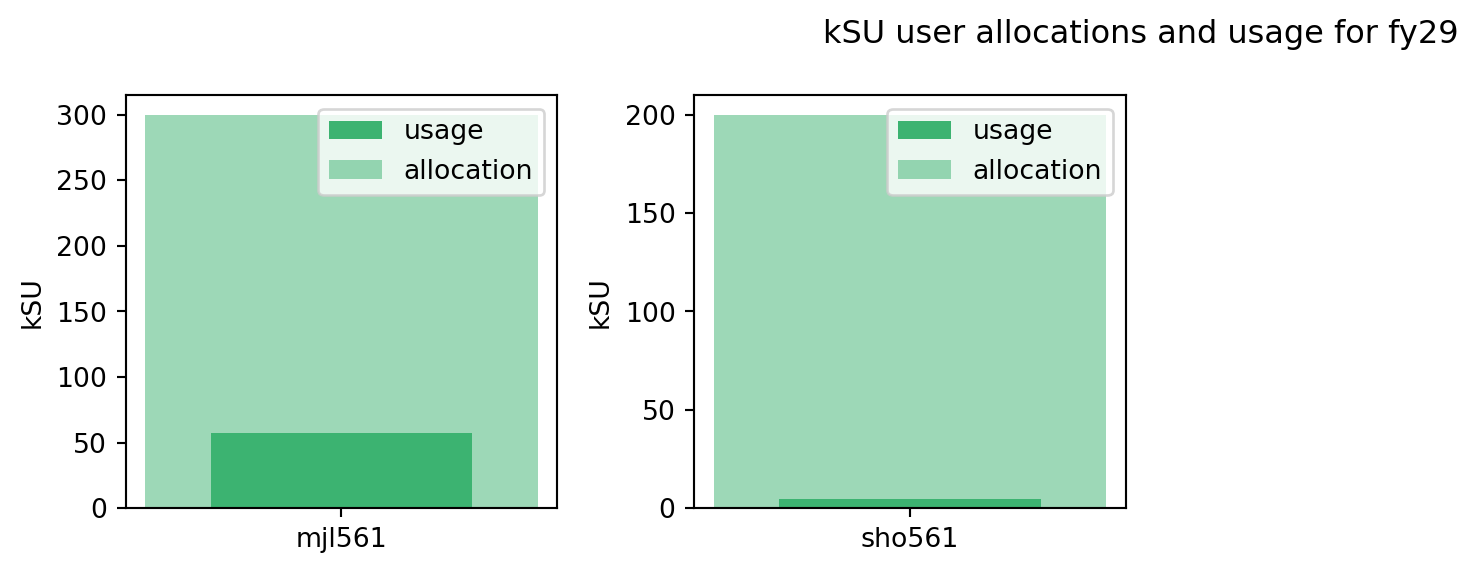 kSU user allocations and usage for fy29
300
250
200
150
100
50
0
kSU
usage
allocation
mjl561
200
150
100
50
0
kSU
usage
allocation
sho561